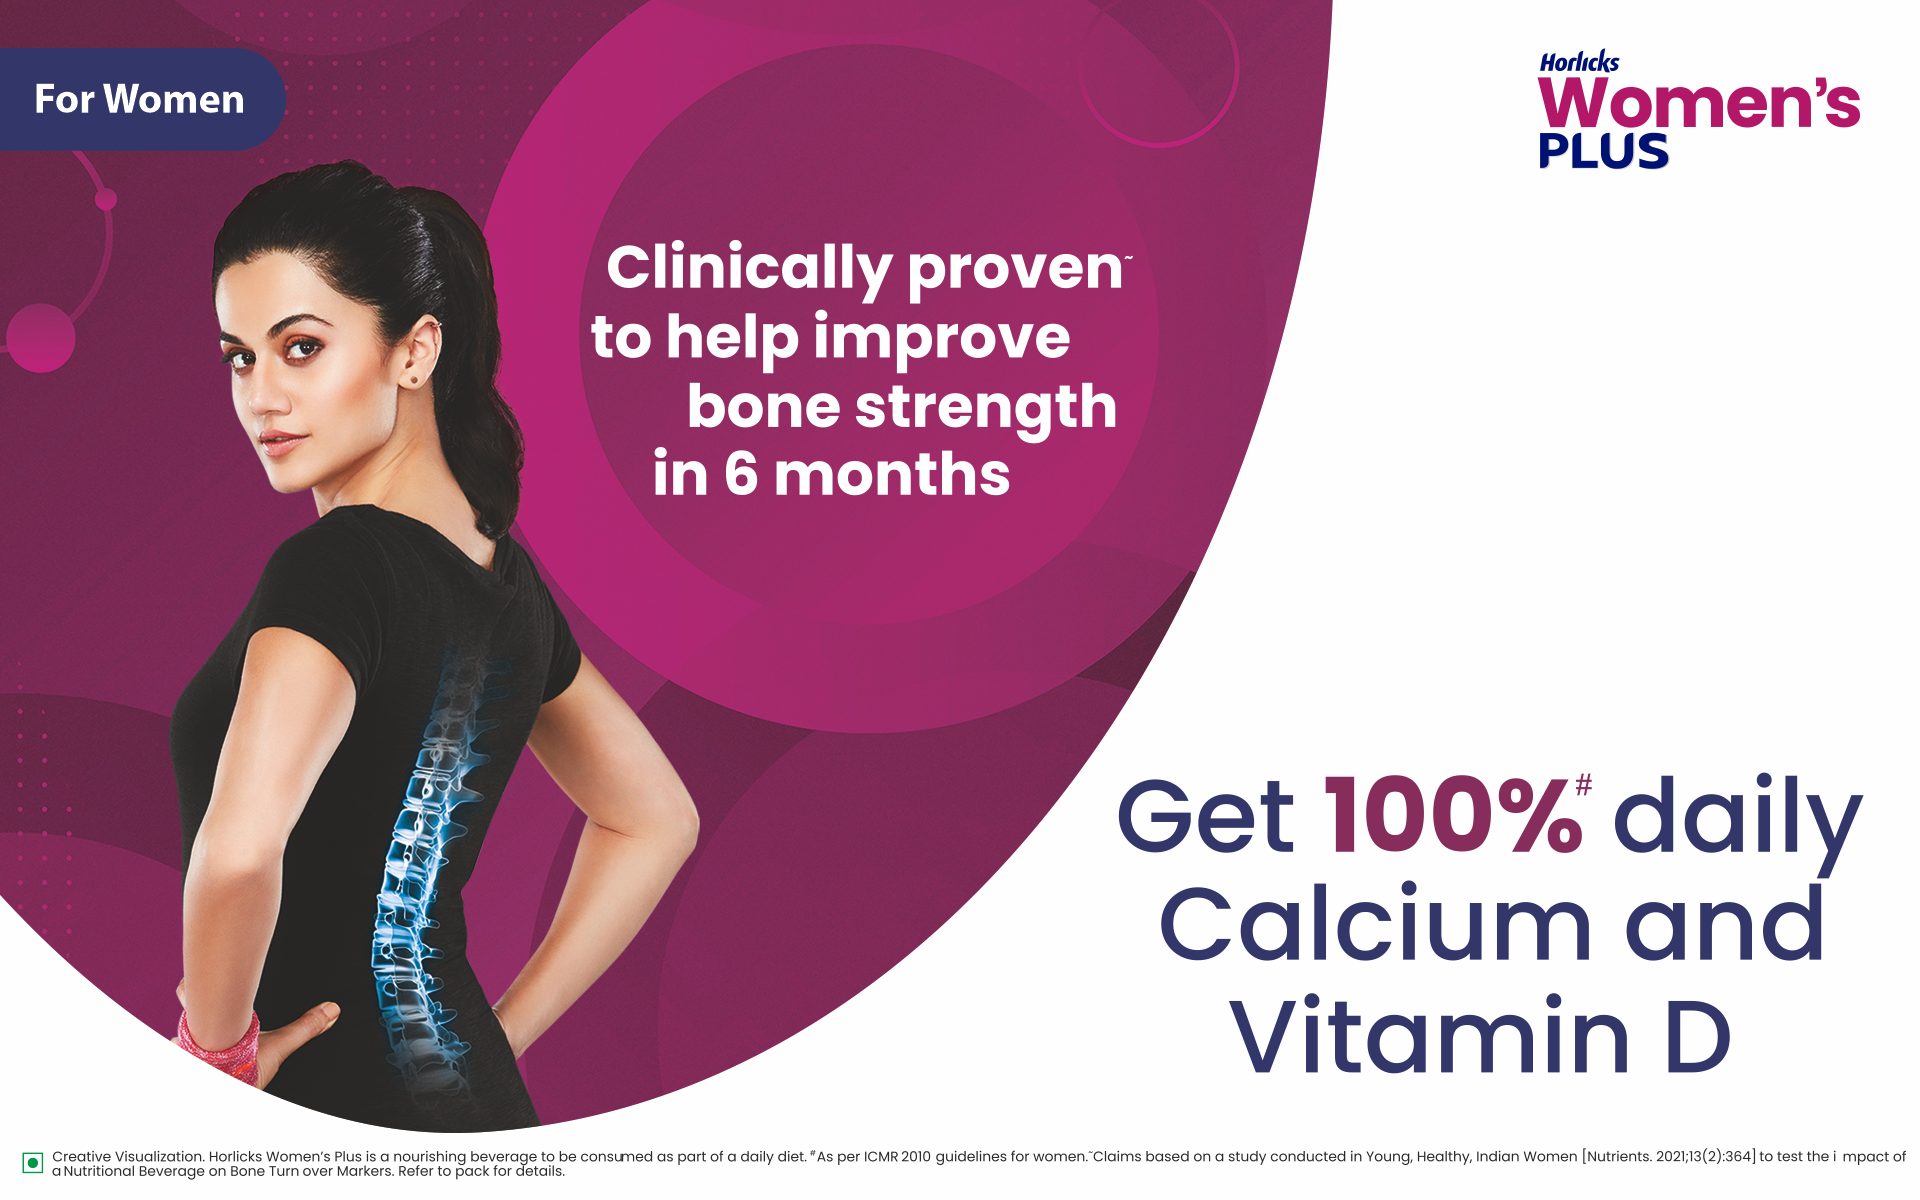 For Women
Horlicks
Women's
PLUS
Clinically proven~
to help improve
bone strength
in 6 months
Get 100%# daily
Calcium and
Vitamin D
Creative Visualization. Horlicks Women's Plus is a nourishing beverage to be consumed as part of a daily diet. #As per ICMR 2010 guidelines for women.~Claims based on a study conducted in Young, Healthy, Indian Women [Nutrients. 2021;13(2):364] to test the i mpact of
a Nutritional Beverage on Bone Turn over Markers. Refer to pack for details.